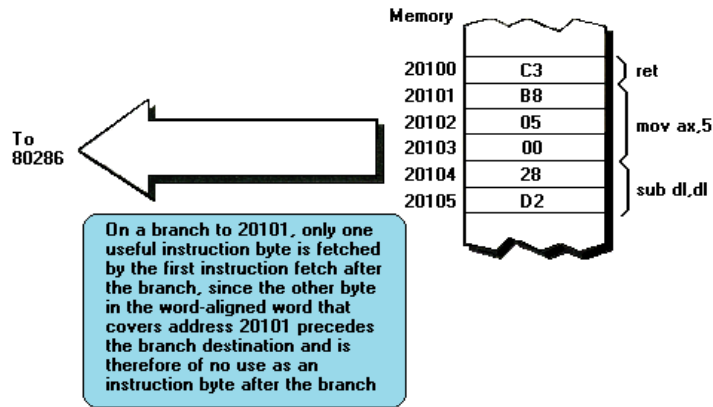 Memory
20100 C3 ret
20101 B8
20102 05 mov ax,5
20103 00
20104 28 sub dl,dl
20105 D2
To
80286
On a branch to 20101, only one
useful instruction byte is fetched
by the first instruction fetch after
the branch, since the other byte
in the word-aligned word that
covers address 20101 precedes
the branch destination and is
therefore of no use as an
instruction byte after the branch